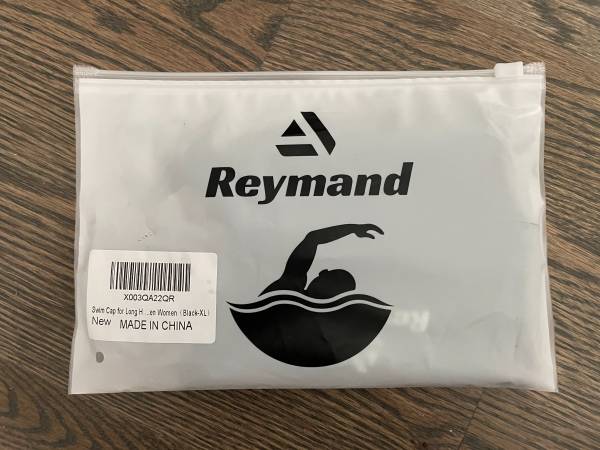 Reymand
X003QA22QR
Swim Cap for Long H ...en Women（Black-XL）
New MADE IN CHINA